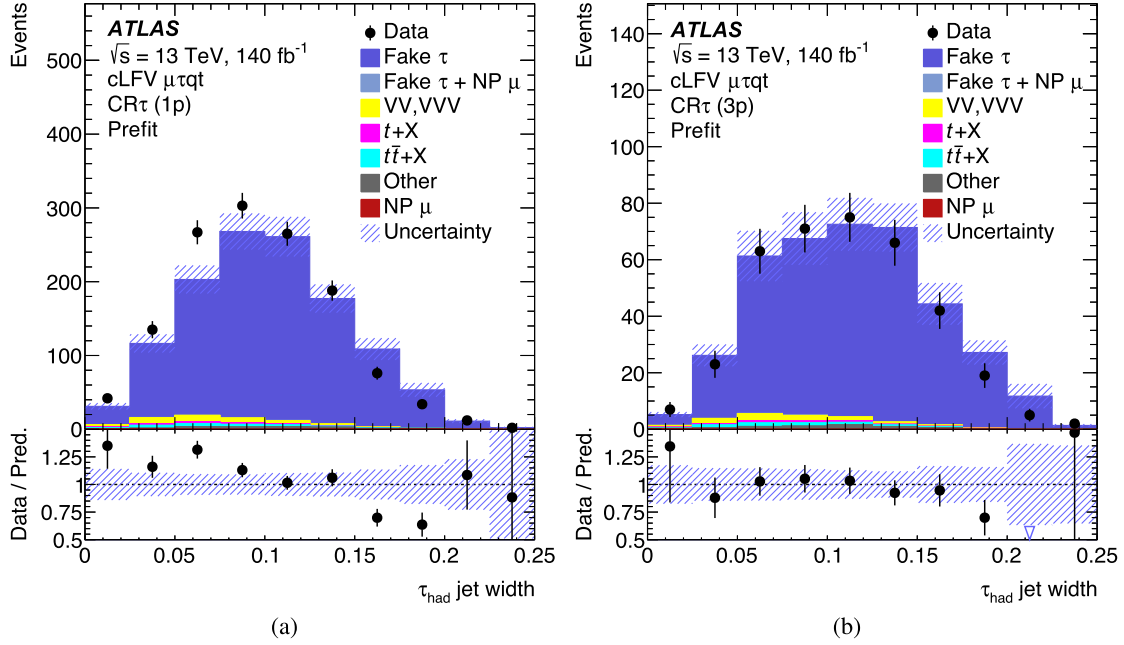 Events
500
400
300
200
100
0
ATLAS
√s = 13 TeV, 140 fb⁻¹
cLFV μτqt
CRτ (1p)
Prefit
Data
Fake τ
Fake τ + NP μ
VV,VVV
t+X
tt̄+X
Other
NP μ
Uncertainty
Data / Pred.
1.25
1
0.75
0.5
0 0.05 0.1 0.15 0.2 0.25
τhad jet width
(a)
Events
140
120
100
80
60
40
20
0
ATLAS
√s = 13 TeV, 140 fb⁻¹
cLFV μτqt
CRτ (3p)
Prefit
Data
Fake τ
Fake τ + NP μ
VV,VVV
t+X
tt̄+X
Other
NP μ
Uncertainty
Data / Pred.
1.25
1
0.75
0.5
0 0.05 0.1 0.15 0.2 0.25
τhad jet width
(b)